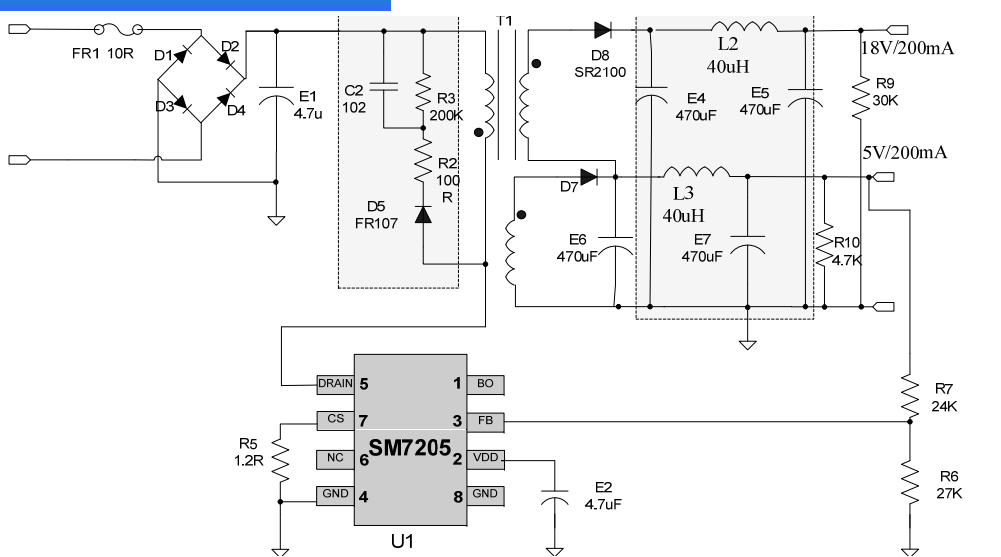 T1
FR1 10R
D1
D2
D3
D4
E1
4.7u
C2
102
R3
200K
R2
100
R
D5
FR107
D8
SR2100
L2
40uH
18V/200mA
E4
470uF
E5
470uF
R9
30K
5V/200mA
D7
L3
40uH
E6
470uF
E7
470uF
R10
4.7K
DRAIN 5
1 BO
CS 7
3 FB
SM7205
NC 6
2 VDD
GND 4
8 GND
U1
R5
1.2R
E2
4.7uF
R7
24K
R6
27K